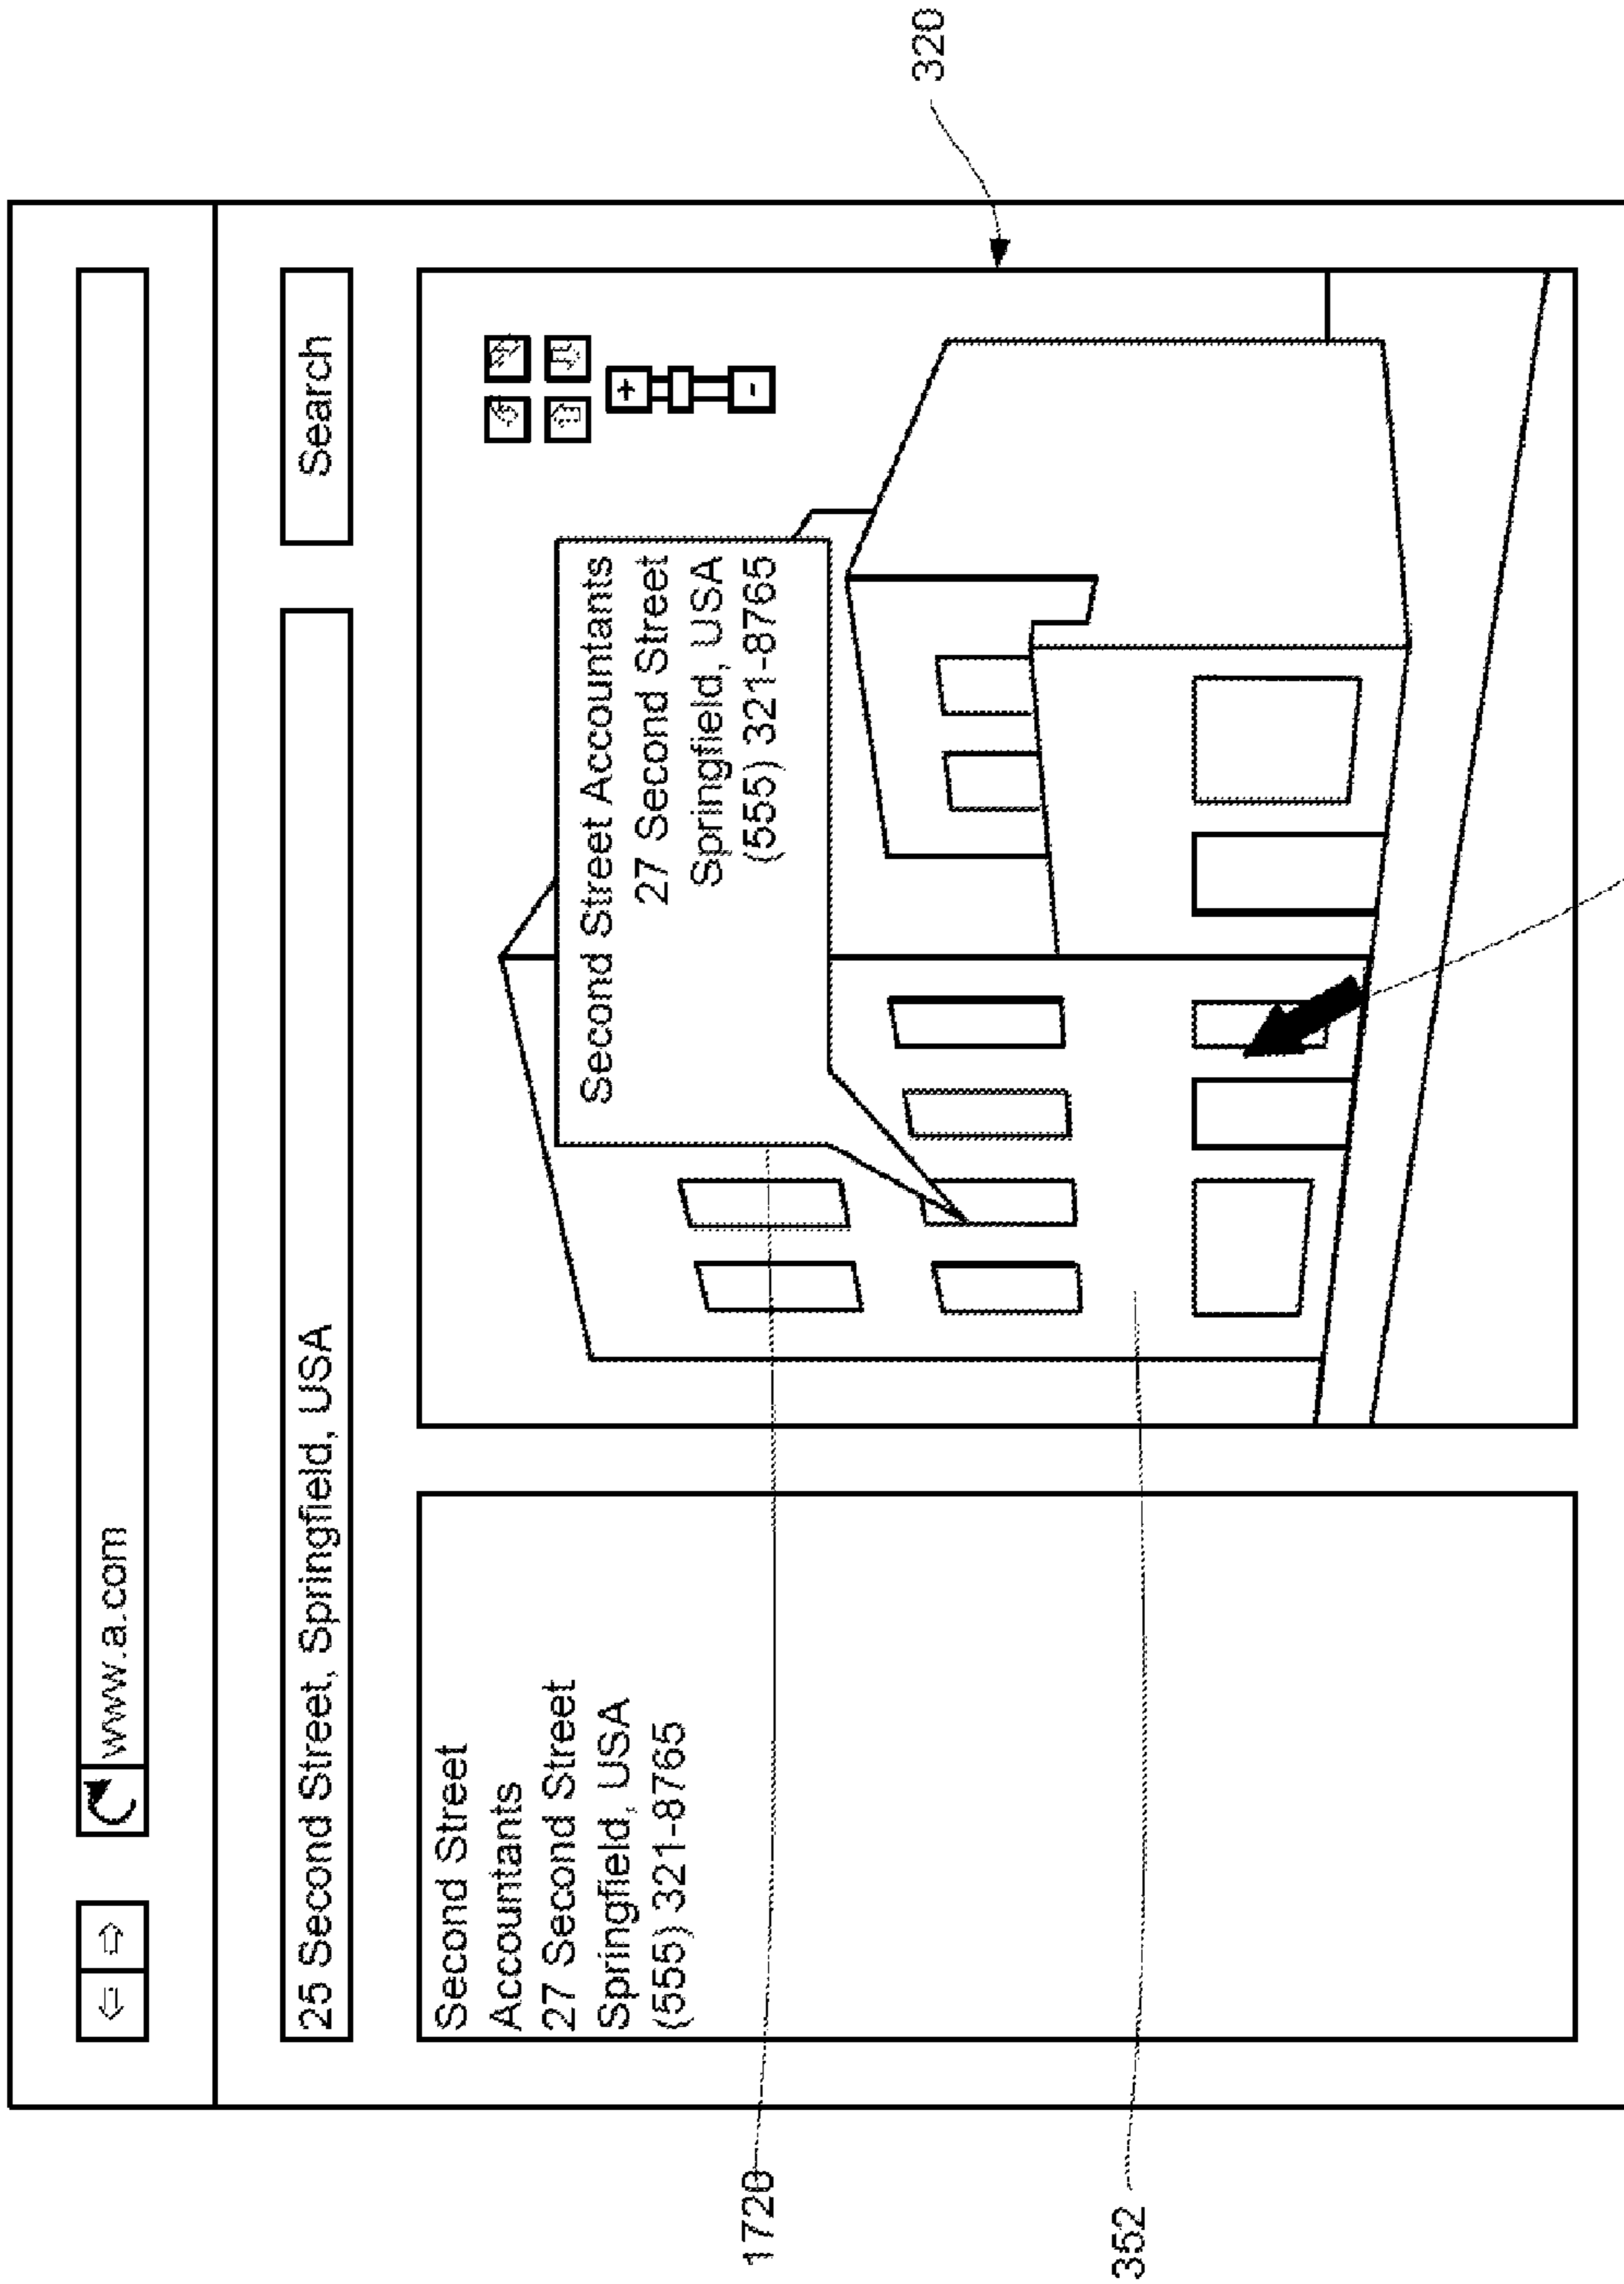 www.a.com
25 Second Street, Springfield, USA
Search
Second Street
Accountants
27 Second Street
Springfield, USA
(555) 321-8765
Second Street Accountants
27 Second Street
Springfield, USA
(555) 321-8765
+
-
320
1720
352